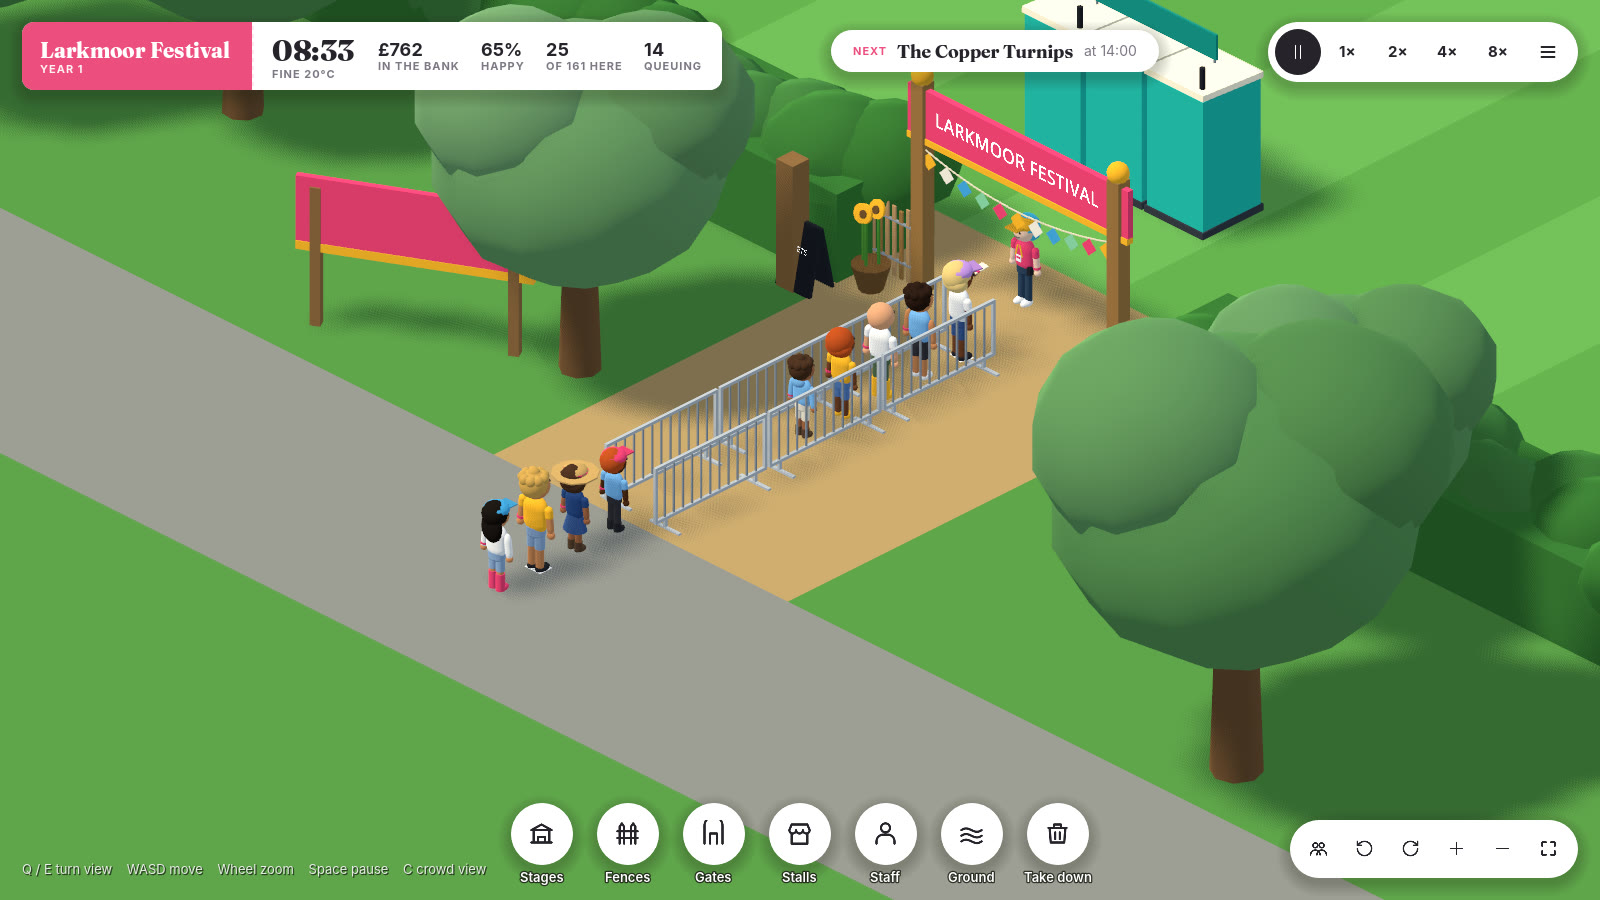 Larkmoor Festival
YEAR 1
08:33
FINE 20°C
£762
IN THE BANK
65%
HAPPY
25
OF 161 HERE
14
QUEUING
NEXT The Copper Turnips at 14:00
1×
2×
4×
8×
LARKMOOR FESTIVAL
Q / E turn view WASD move Wheel zoom Space pause C crowd view
Stages
Fences
Gates
Stalls
Staff
Ground
Take down